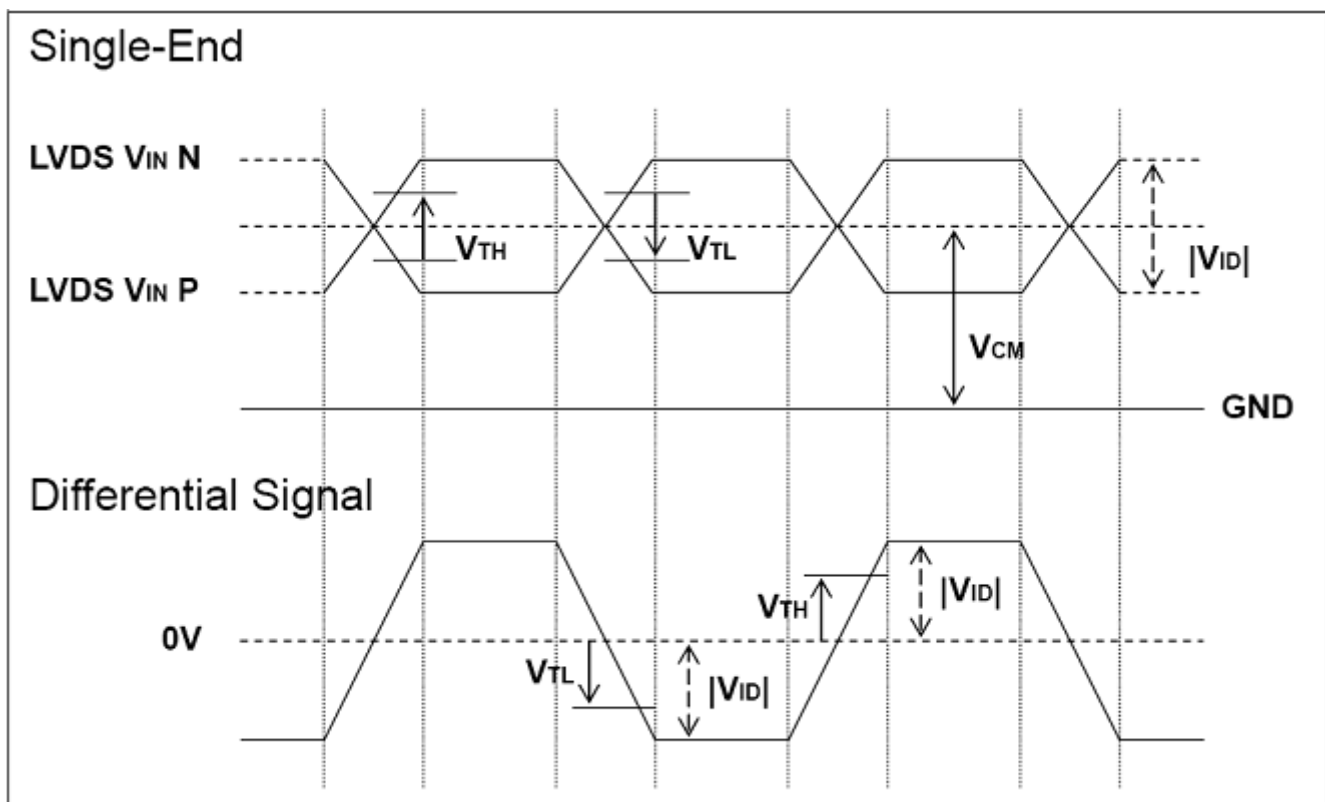 Single-End
LVDS VIN N
VTH
VTL
|VID|
LVDS VIN P
VCM
GND
Differential Signal
VTH
|VID|
0V
VTL
|VID|